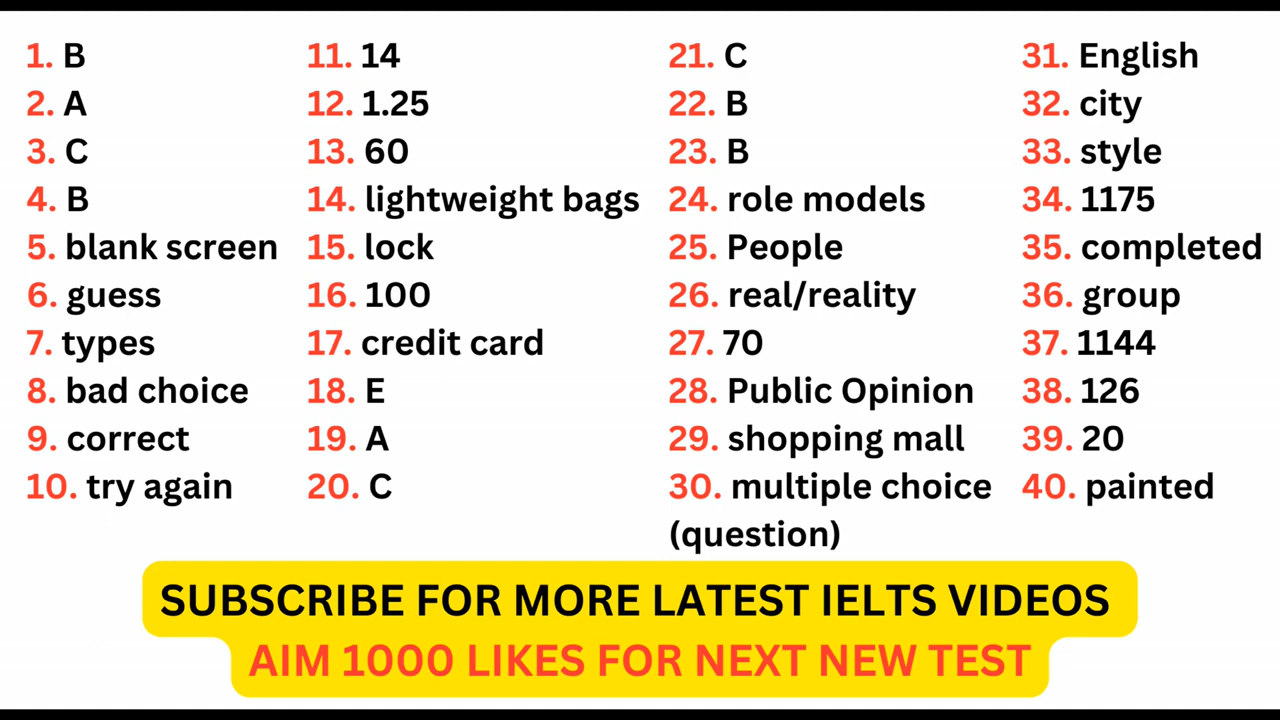 1. B
2. A
3. C
4. B
5. blank screen
6. guess
7. types
8. bad choice
9. correct
10. try again
11. 14
12. 1.25
13. 60
14. lightweight bags
15. lock
16. 100
17. credit card
18. E
19. A
20. C
21. C
22. B
23. B
24. role models
25. People
26. real/reality
27. 70
28. Public Opinion
29. shopping mall
30. multiple choice
(question)
31. English
32. city
33. style
34. 1175
35. completed
36. group
37. 1144
38. 126
39. 20
40. painted
SUBSCRIBE FOR MORE LATEST IELTS VIDEOS
AIM 1000 LIKES FOR NEXT NEW TEST